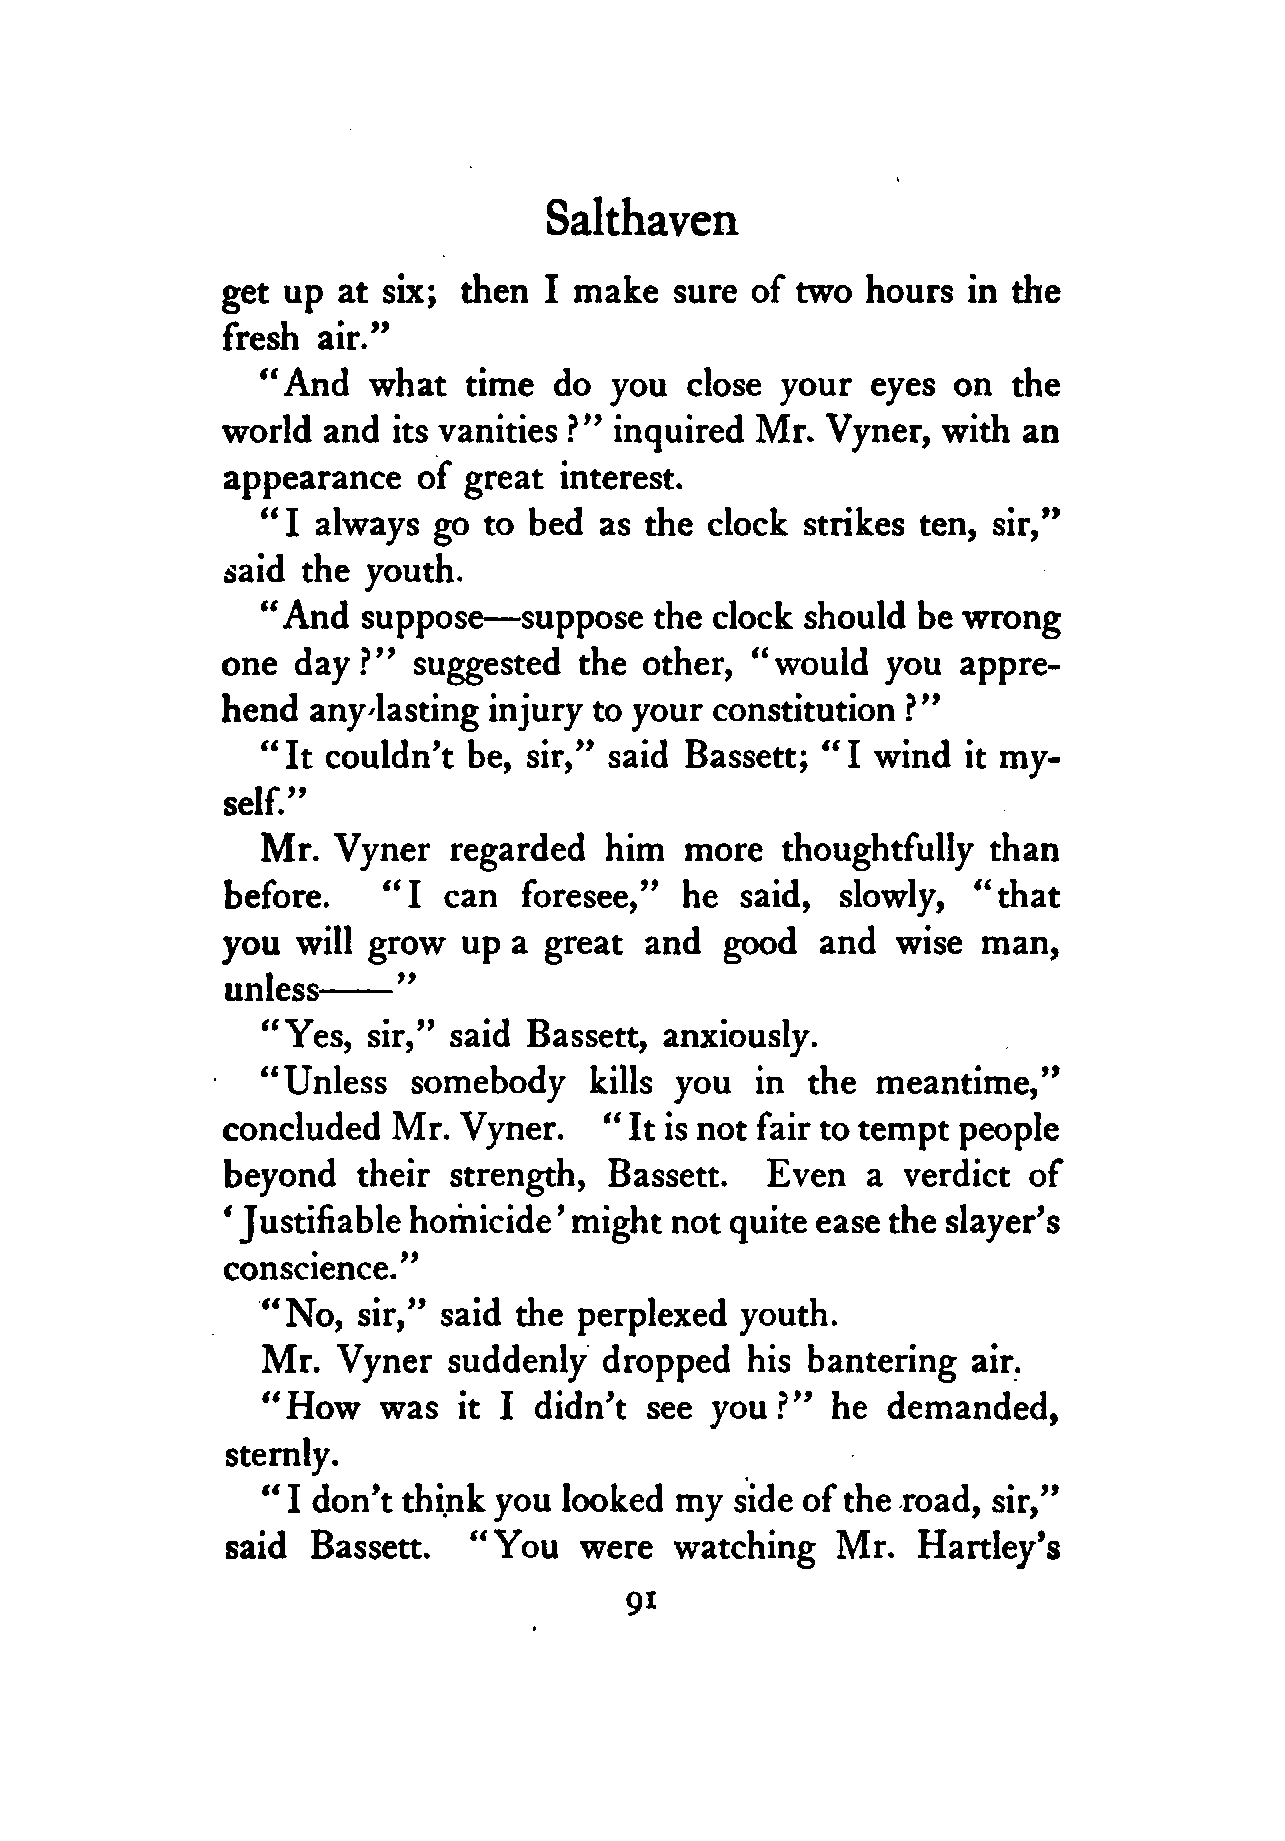 Salthaven
get up at six; then I make sure of two hours in the
fresh air."
"And what time do you close your eyes on the
world and its vanities?" inquired Mr. Vyner, with an
appearance of great interest.
"I always go to bed as the clock strikes ten, sir,"
said the youth.
"And suppose—suppose the clock should be wrong
one day?" suggested the other, "would you appre-
hend any lasting injury to your constitution?"
"It couldn't be, sir," said Bassett; "I wind it my-
self."
Mr. Vyner regarded him more thoughtfully than
before. "I can foresee," he said, slowly, "that
you will grow up a great and good and wise man,
unless——"
"Yes, sir," said Bassett, anxiously.
"Unless somebody kills you in the meantime,"
concluded Mr. Vyner. "It is not fair to tempt people
beyond their strength, Bassett. Even a verdict of
'Justifiable homicide' might not quite ease the slayer's
conscience."
"No, sir," said the perplexed youth.
Mr. Vyner suddenly dropped his bantering air.
"How was it I didn't see you?" he demanded,
sternly.
"I don't think you looked my side of the road, sir,"
said Bassett. "You were watching Mr. Hartley's
91